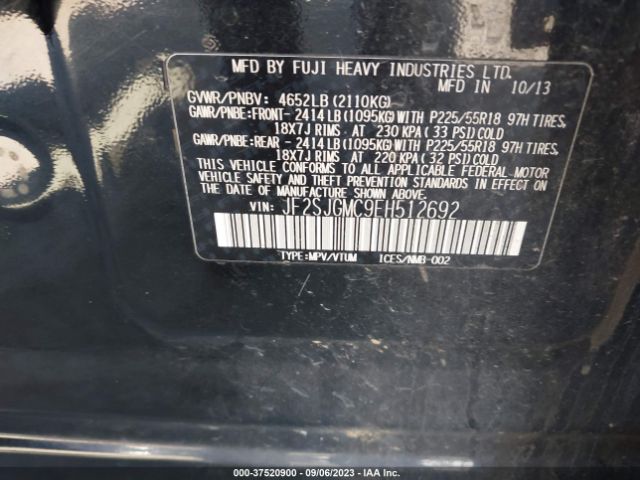 MFD BY FUJI HEAVY INDUSTRIES LTD.
MFD IN 10/13
GVWR/PNBV: 4652LB (2110KG)
GAWR/PNBE:FRONT- 2414 LB (1095KG) WITH P225/55R18 97H TIRES,
18X7J RIMS AT 230 KPA ( 33 PSI) COLD
GAWR/PNBE:REAR - 2414 LB (1095KG) WITH P225/55R18 97H TIRES,
18X7J RIMS AT 220 KPA ( 32 PSI) COLD
THIS VEHICLE CONFORMS TO ALL APPLICABLE FEDERAL MOTOR
VEHICLE SAFETY AND THEFT PREVENTION STANDARDS IN EFFECT
ON THE DATE OF MANUFACTURE SHOWN ABOVE.
VIN: JF2SJGMC9EH512692
TYPE:MPV/VTUM ICES/NMB-002
000-37520900 - 09/06/2023 - IAA Inc.